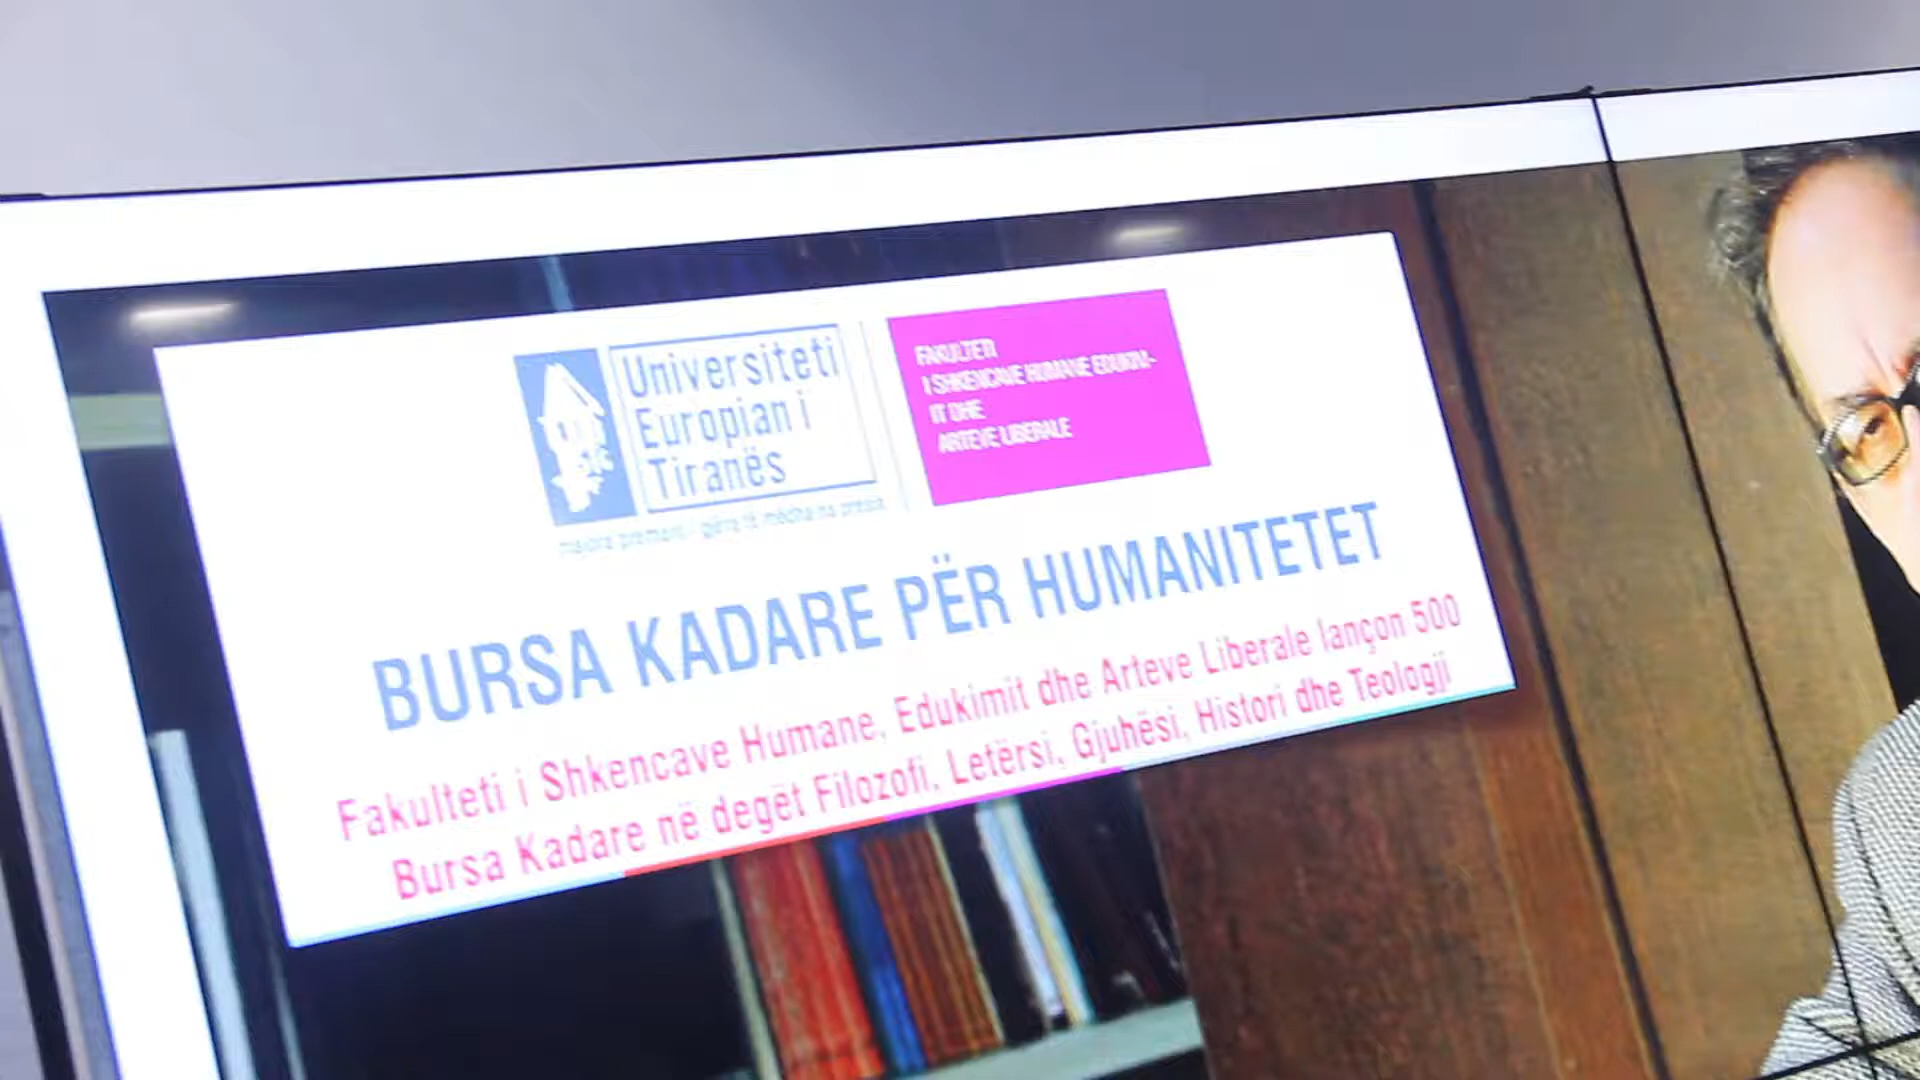 Universiteti
Europian i
Tiranës
FAKULTETI
I SHKENCAVE HUMANE EDUKIM-
IT DHE
ARTEVE LIBERALE
BURSA KADARE PËR HUMANITETET
Fakulteti i Shkencave Humane, Edukimit dhe Arteve Liberale lançon 500
Bursa Kadare në degët Filozofi, Letërsi, Gjuhësi, Histori dhe Teologji